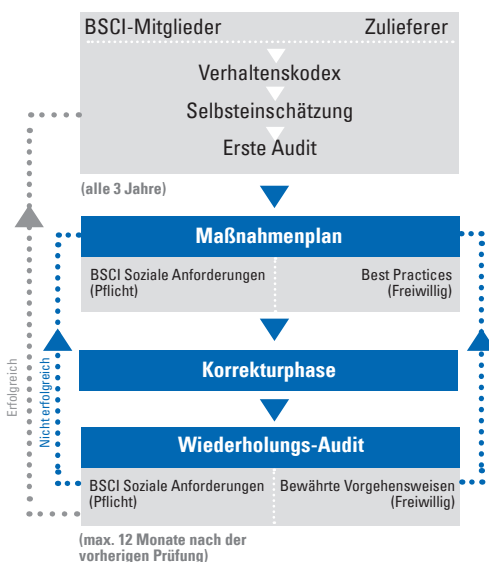 BSCI-Mitglieder Zulieferer
Verhaltenskodex
Selbsteinschätzung
Erste Audit
(alle 3 Jahre)
Maßnahmenplan
BSCI Soziale Anforderungen
(Pflicht)
Best Practices
(Freiwillig)
Korrekturphase
Wiederholungs-Audit
BSCI Soziale Anforderungen
(Pflicht)
Bewährte Vorgehensweisen
(Freiwillig)
(max. 12 Monate nach der
vorherigen Prüfung)
Erfolgreich
Nicht erfolgreich